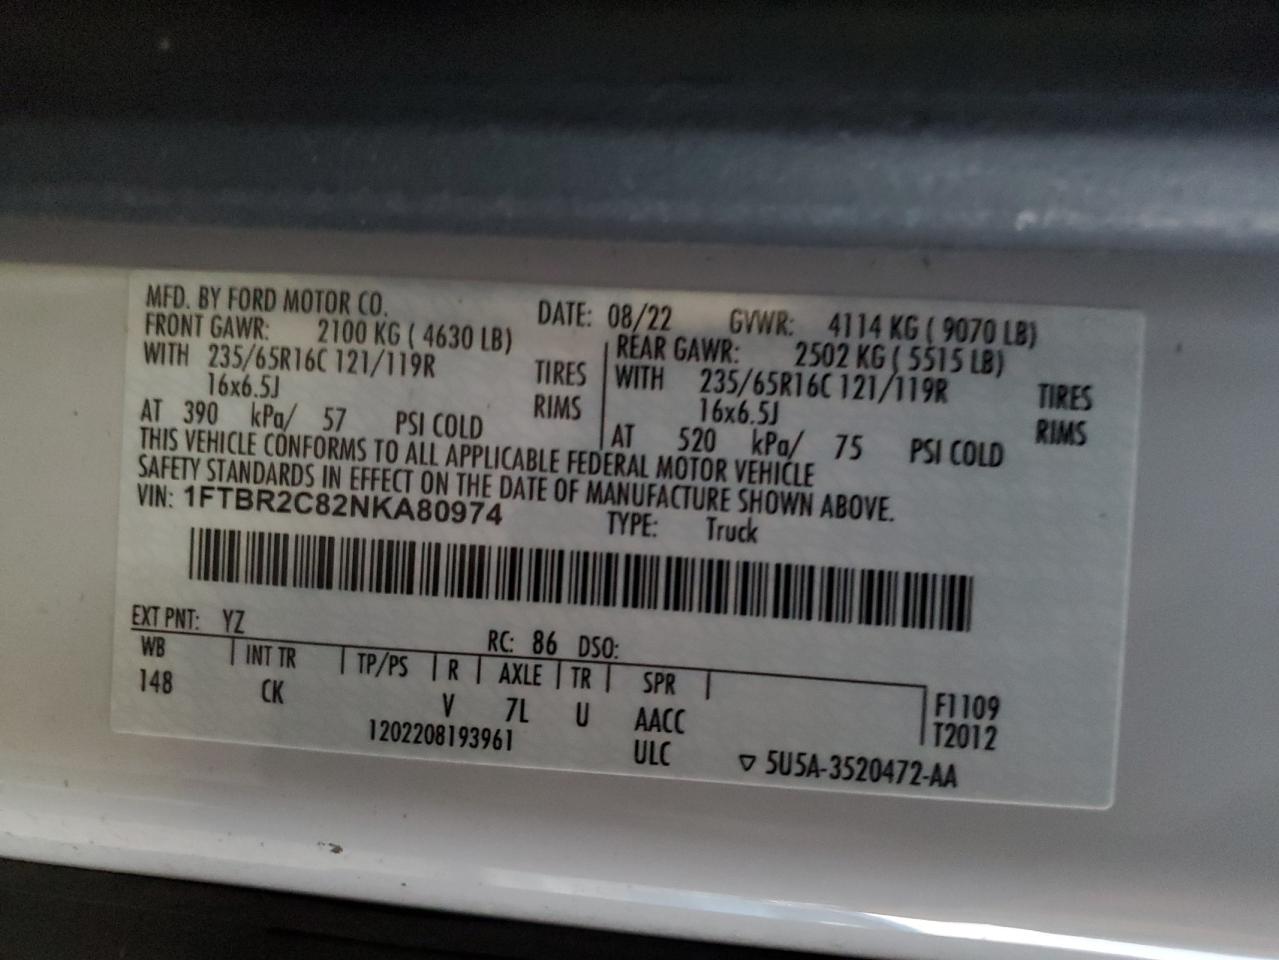 MFD. BY FORD MOTOR CO. DATE: 08/22 GVWR: 4114 KG ( 9070 LB)
FRONT GAWR: 2100 KG ( 4630 LB)
WITH 235/65R16C 121/119R TIRES
16x6.5J RIMS
AT 390 kPa/ 57 PSI COLD
REAR GAWR: 2502 KG ( 5515 LB)
WITH 235/65R16C 121/119R TIRES
16x6.5J RIMS
AT 520 kPa/ 75 PSI COLD
THIS VEHICLE CONFORMS TO ALL APPLICABLE FEDERAL MOTOR VEHICLE
SAFETY STANDARDS IN EFFECT ON THE DATE OF MANUFACTURE SHOWN ABOVE.
VIN: 1FTBR2C82NKA80974 TYPE: Truck
EXT PNT: YZ RC: 86 DSO:
WB INT TR TP/PS R AXLE TR SPR
148 CK V 7L U AACC F1109
1202208193961 ULC T2012
▽ 5U5A-3520472-AA